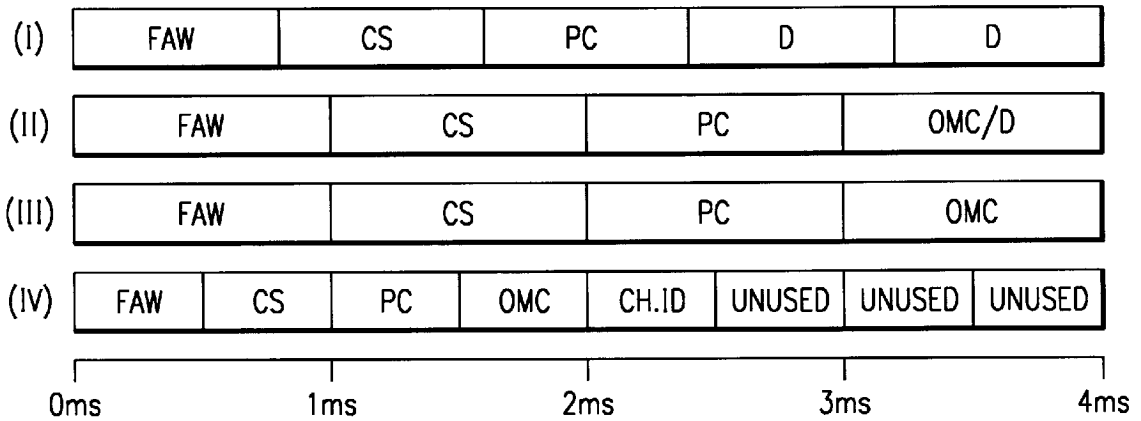 (I) FAW CS PC D D
(II) FAW CS PC OMC/D
(III) FAW CS PC OMC
(IV) FAW CS PC OMC CH.ID UNUSED UNUSED UNUSED
0ms 1ms 2ms 3ms 4ms